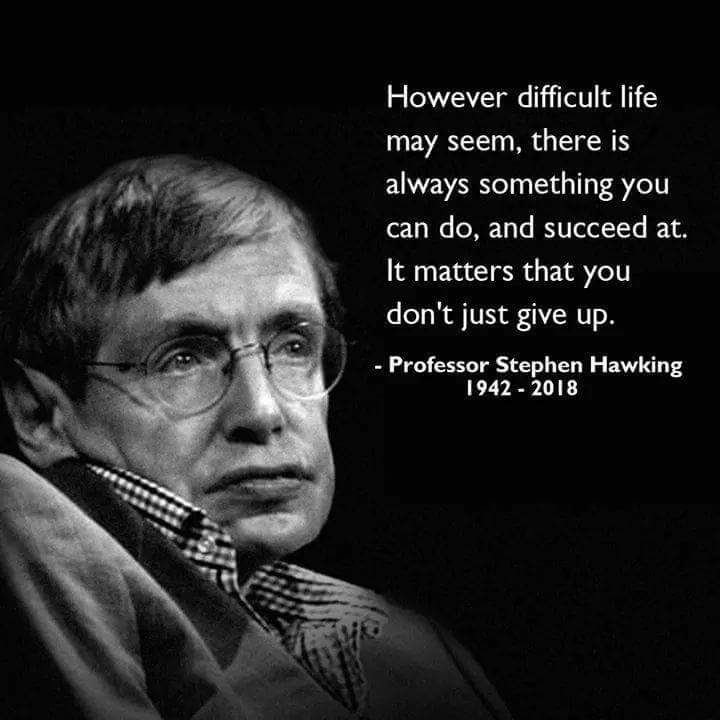 However difficult life
may seem, there is
always something you
can do, and succeed at.
It matters that you
don't just give up.
- Professor Stephen Hawking
1942 - 2018